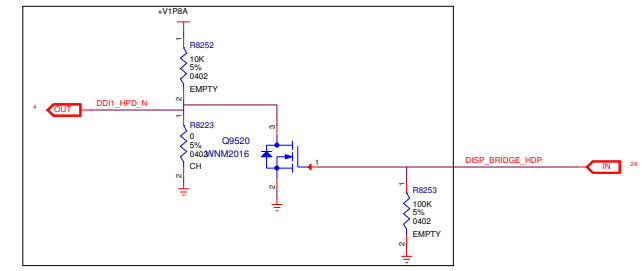 +V1P8A
1
R8252
10K
5%
0402
EMPTY
2
4
OUT
DDI1_HPD_N
1
R8223
0
5%
0402
CH
2
3
Q9520
WNM2016
1
2
DISP_BRIDGE_HDP
IN
24
1
R8253
100K
5%
0402
EMPTY
2